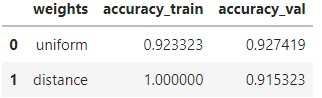 weights accuracy_train accuracy_val
0 uniform 0.923323 0.927419
1 distance 1.000000 0.915323